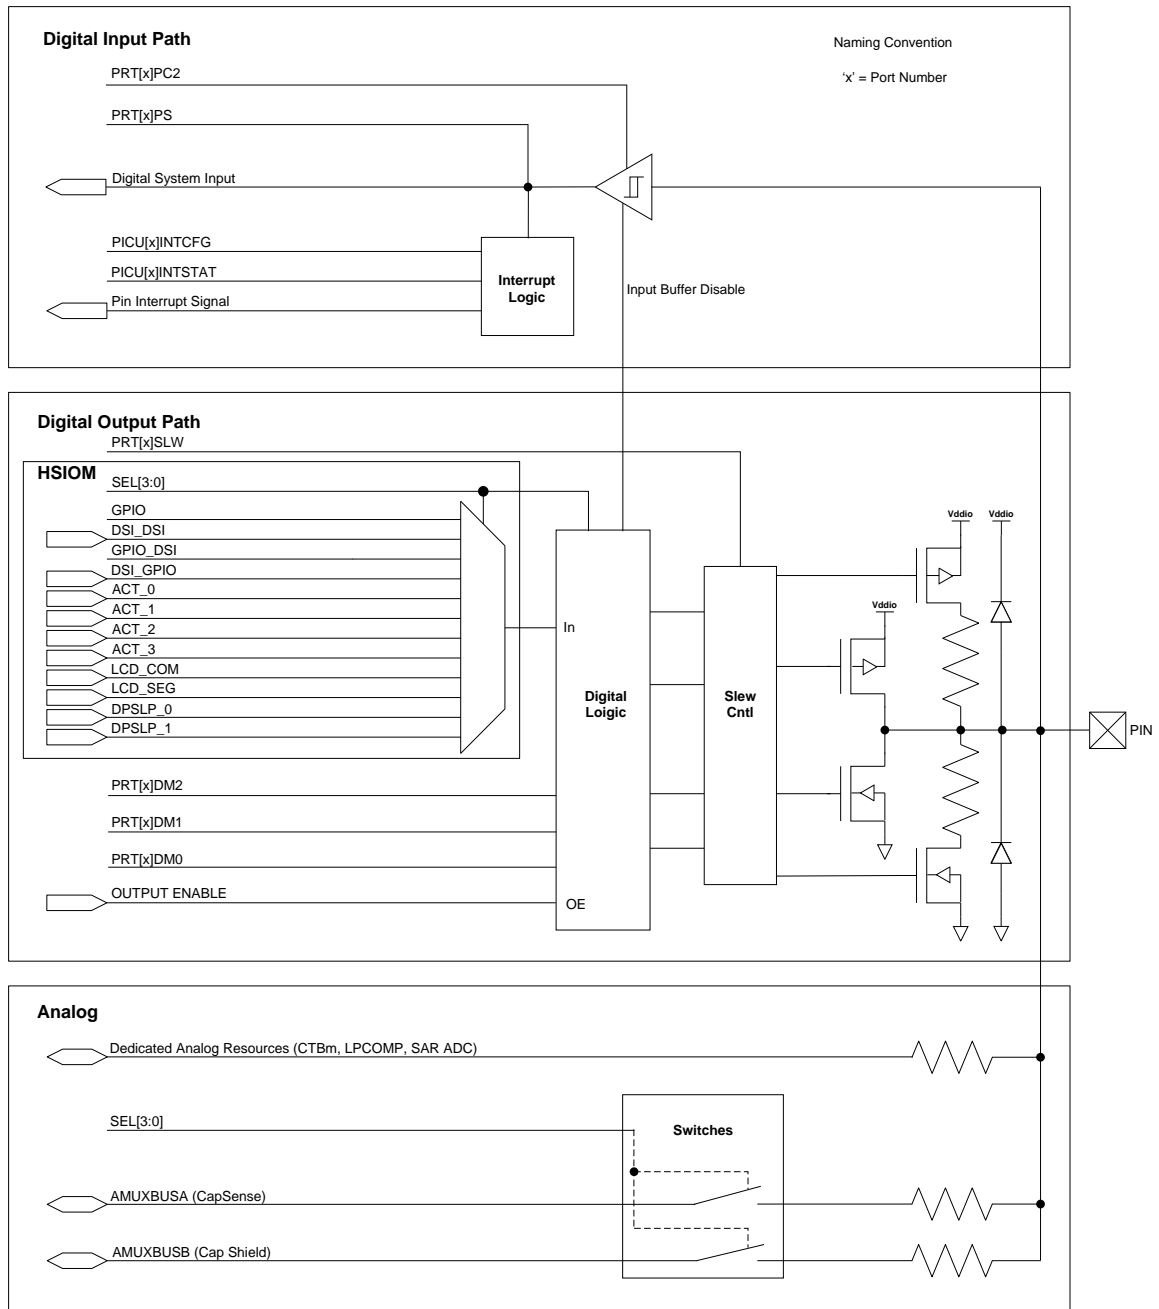 Digital Input Path
Naming Convention
‘x’ = Port Number
PRT[x]PC2
PRT[x]PS
Digital System Input
PICU[x]INTCFG
PICU[x]INTSTAT
Pin Interrupt Signal
Interrupt
Logic
Input Buffer Disable
Digital Output Path
PRT[x]SLW
HSIOM
SEL[3:0]
GPIO
DSI_DSI
GPIO_DSI
DSI_GPIO
ACT_0
ACT_1
ACT_2
ACT_3
LCD_COM
LCD_SEG
DPSLP_0
DPSLP_1
In
Digital
Loigic
OE
Slew
Cntl
Vddio
Vddio
Vddio
PIN
PRT[x]DM2
PRT[x]DM1
PRT[x]DM0
OUTPUT ENABLE
Analog
Dedicated Analog Resources (CTBm, LPCOMP, SAR ADC)
SEL[3:0]
Switches
AMUXBUSA (CapSense)
AMUXBUSB (Cap Shield)